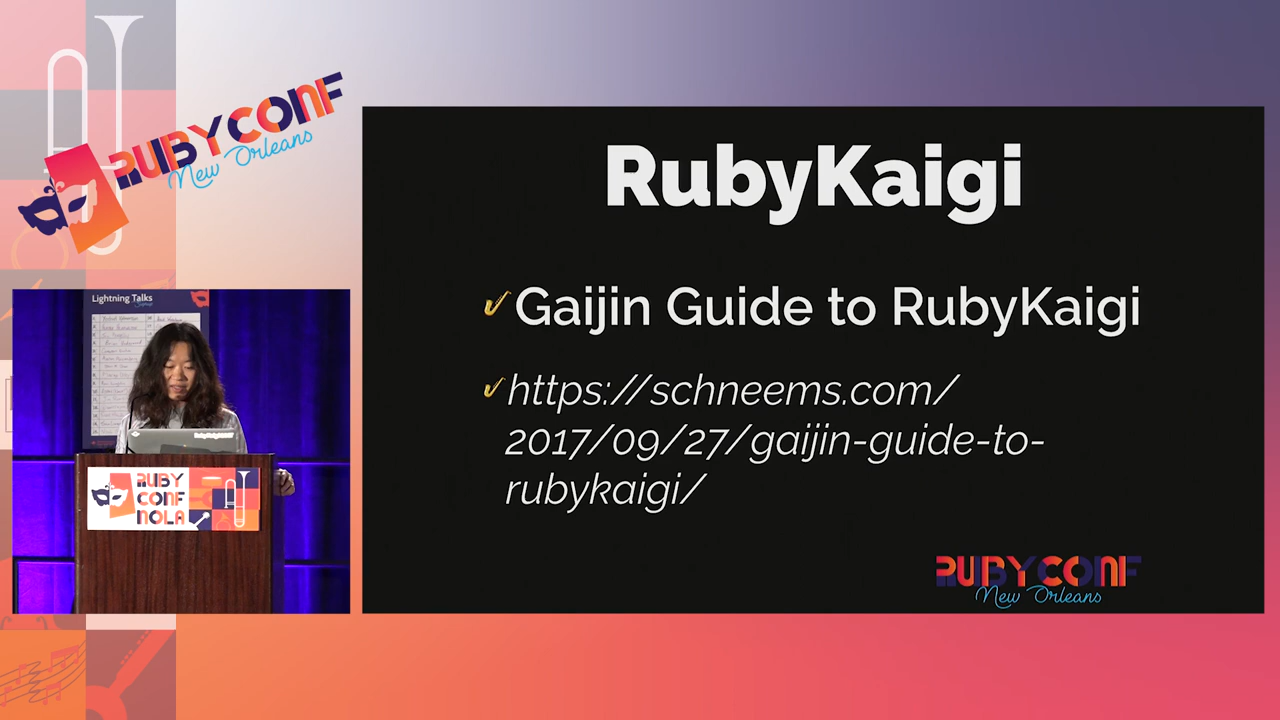 RUBYCONF
New Orleans
Lightning Talks
RUBY
CONF
NOLA
RubyKaigi
Gaijin Guide to RubyKaigi
https://schneems.com/
2017/09/27/gaijin-guide-to-
rubykaigi/
RUBYCONF
New Orleans